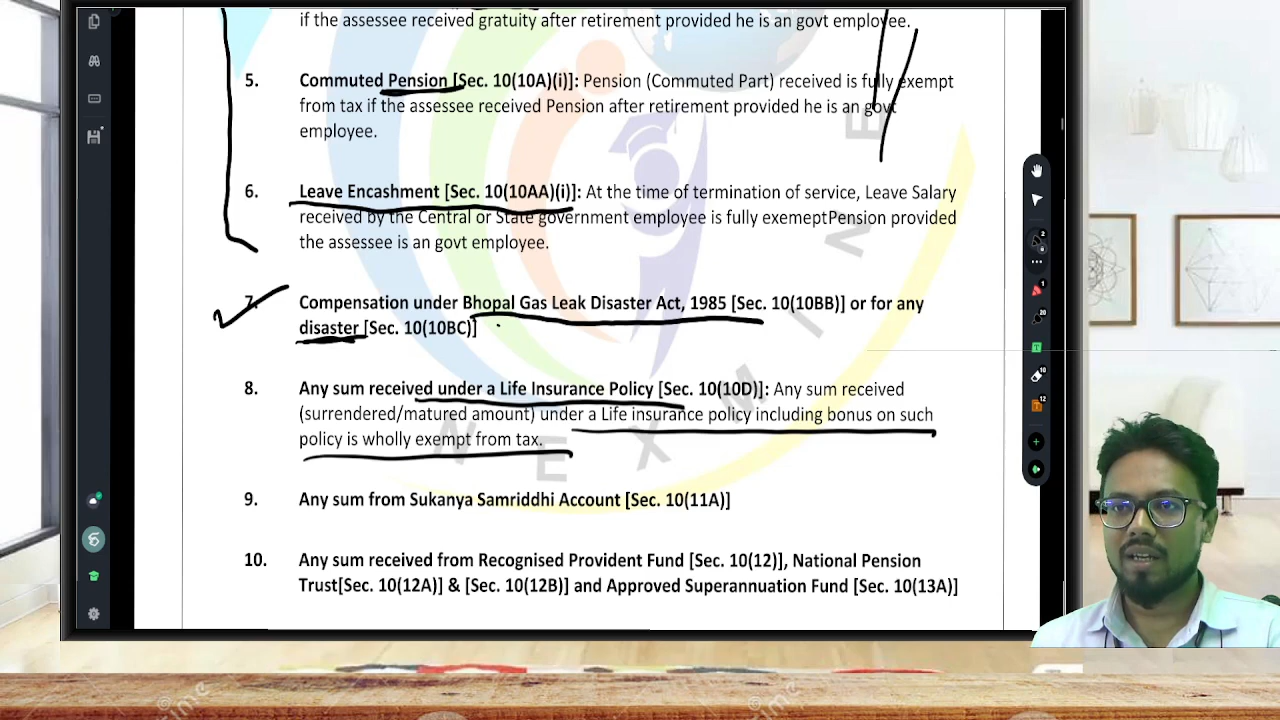 if the assessee received gratuity after retirement provided he is an govt employee.
5. Commuted Pension [Sec. 10(10A)(i)]: Pension (Commuted Part) received is fully exempt
from tax if the assessee received Pension after retirement provided he is an govt
employee.
6. Leave Encashment [Sec. 10(10AA)(i)]: At the time of termination of service, Leave Salary
received by the Central or State government employee is fully exemeptPension provided
the assessee is an govt employee.
7. Compensation under Bhopal Gas Leak Disaster Act, 1985 [Sec. 10(10BB)] or for any
disaster [Sec. 10(10BC)]
8. Any sum received under a Life Insurance Policy [Sec. 10(10D)]: Any sum received
(surrendered/matured amount) under a Life insurance policy including bonus on such
policy is wholly exempt from tax.
9. Any sum from Sukanya Samriddhi Account [Sec. 10(11A)]
10. Any sum received from Recognised Provident Fund [Sec. 10(12)], National Pension
Trust[Sec. 10(12A)] & [Sec. 10(12B)] and Approved Superannuation Fund [Sec. 10(13A)]
N E X M I N E
2
1
20
T
10
12